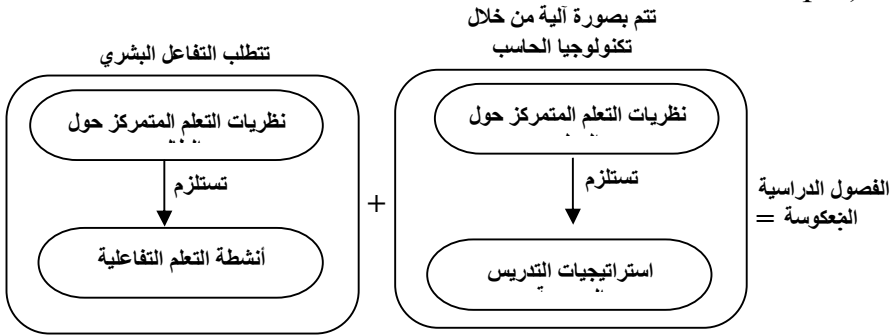 تتم بصورة آلية من خلال
تكنولوجيا الحاسب
تتطلب التفاعل البشري
نظريات التعلم المتمركز حول
تستلزم
استراتيجيات التدريس
نظريات التعلم المتمركز حول
تستلزم
أنشطة التعلم التفاعلية
+
الفصول الدراسية
المعكوسة =